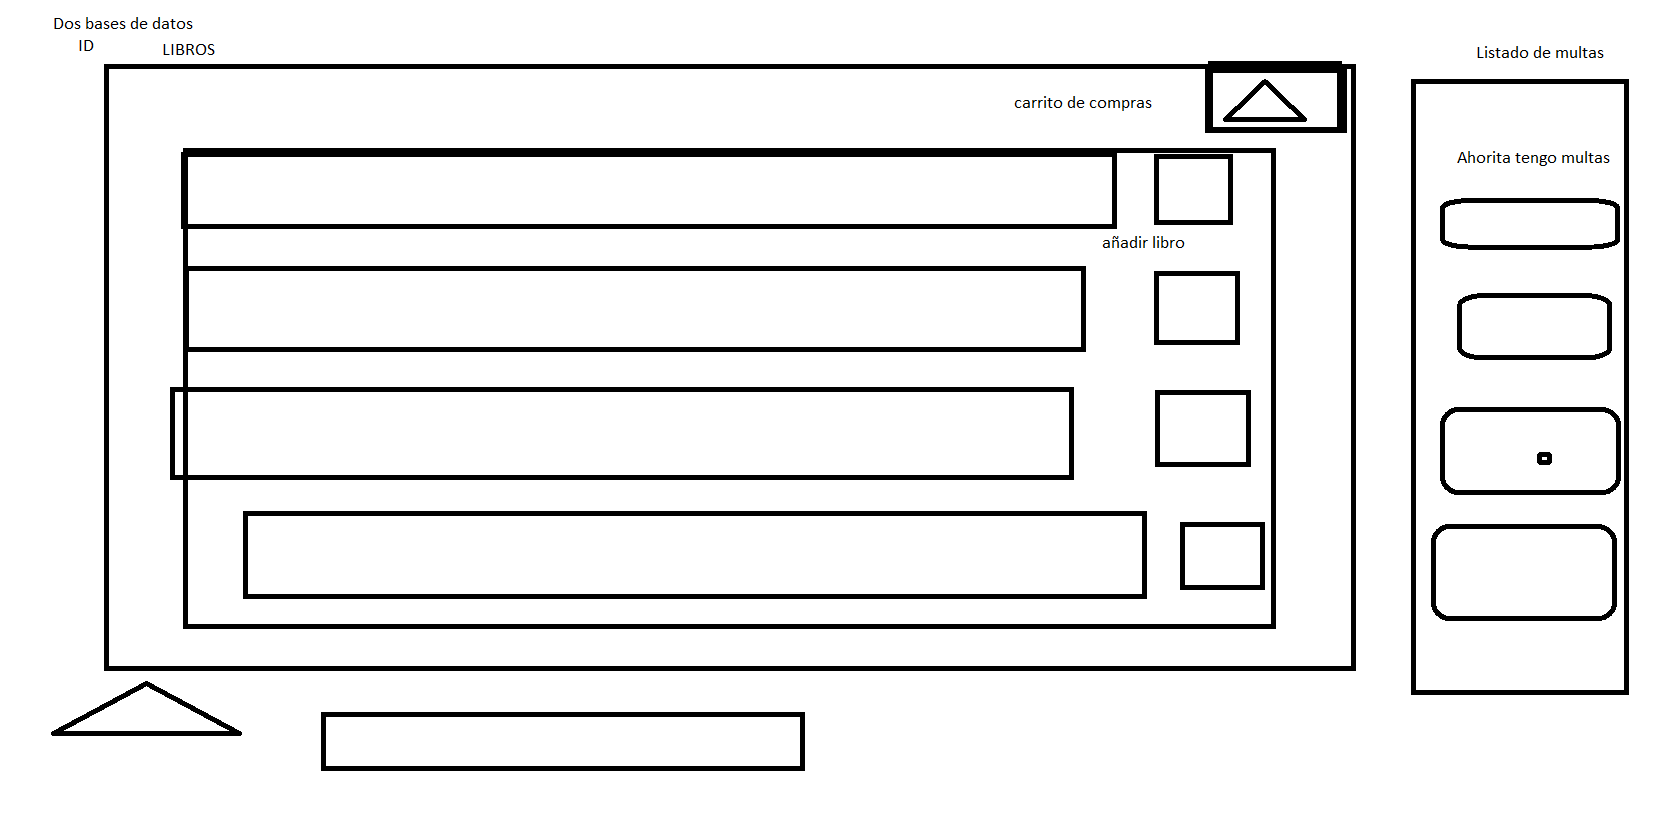 Dos bases de datos
ID
LIBROS
Listado de multas
carrito de compras
Ahorita tengo multas
añadir libro